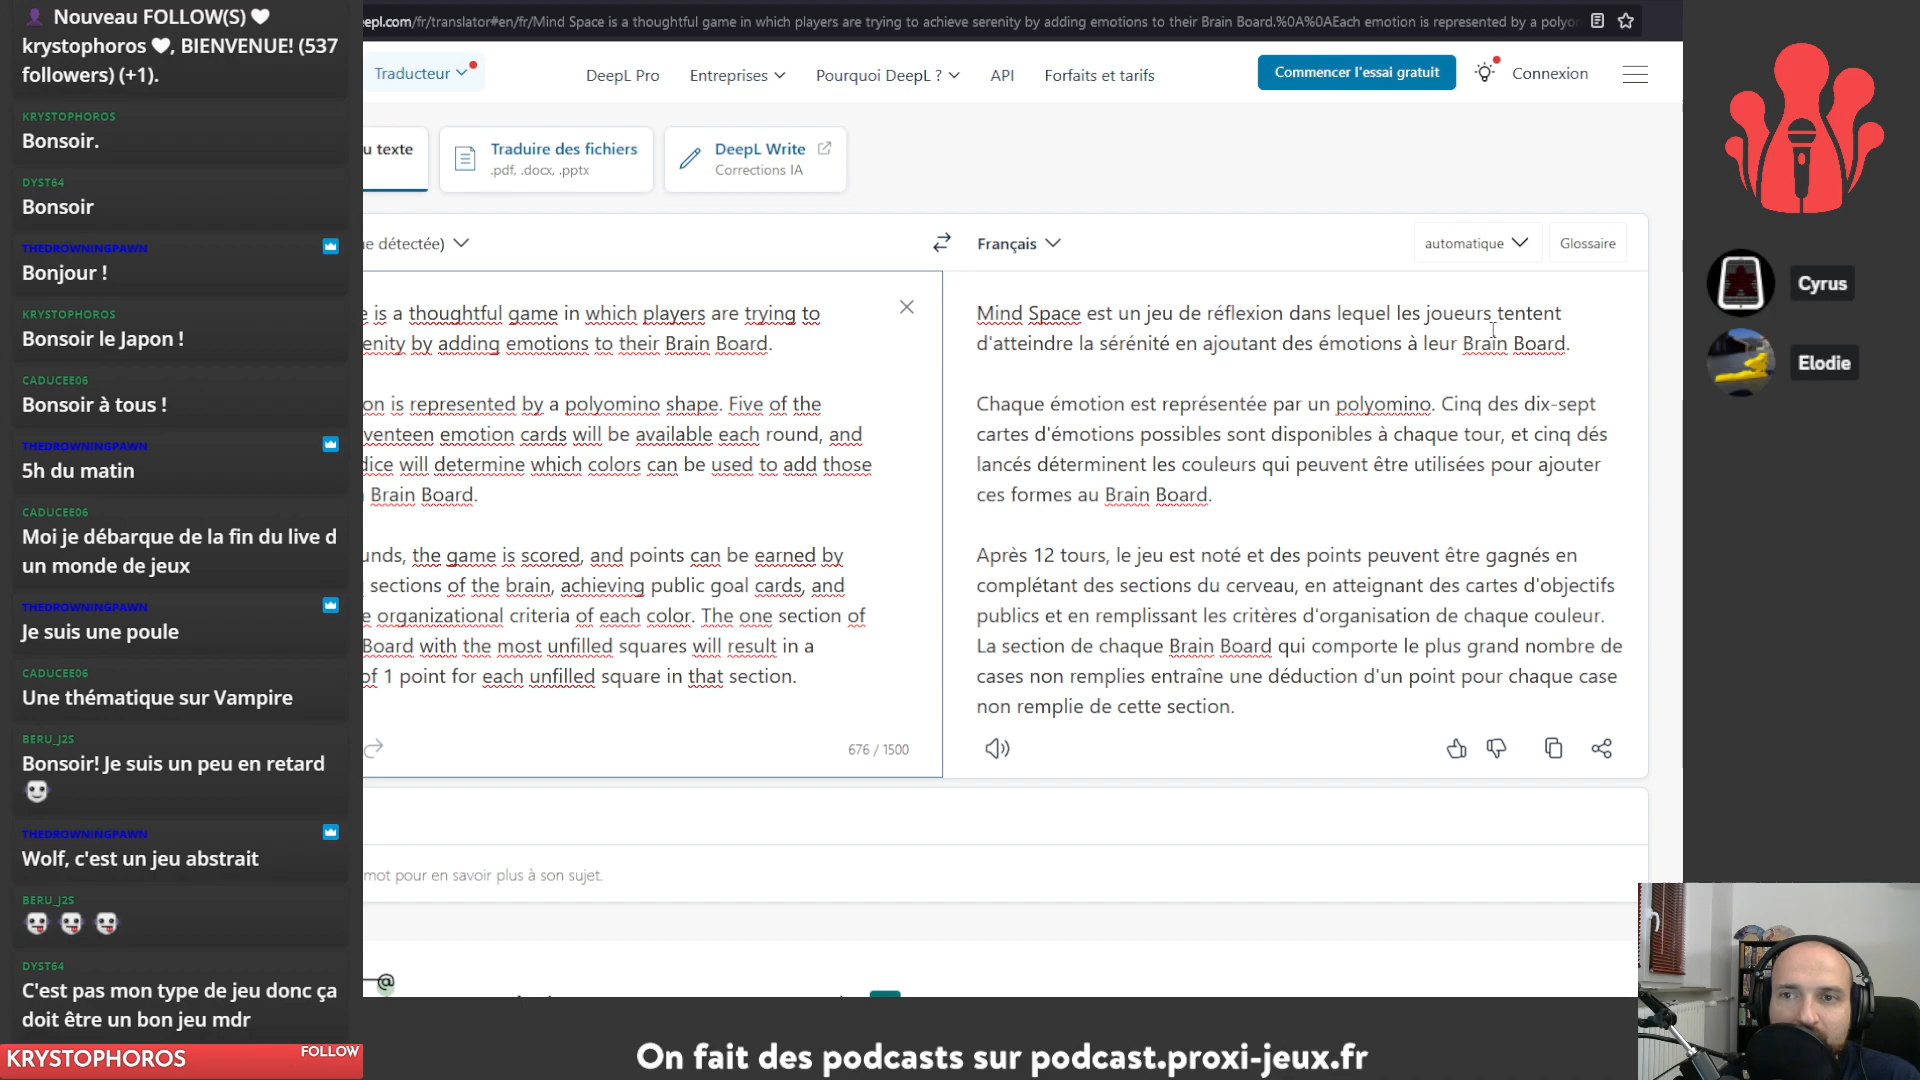 Nouveau FOLLOW(S) ♥
krystophoros ♥, BIENVENUE! (537
followers) (+1).
KRYSTOPHOROS
Bonsoir.
DYST64
Bonsoir
THEDROWNINGPAWN
Bonjour !
KRYSTOPHOROS
Bonsoir le Japon !
CADUCEE06
Bonsoir à tous !
THEDROWNINGPAWN
5h du matin
CADUCEE06
Moi je débarque de la fin du live d
un monde de jeux
THEDROWNINGPAWN
Je suis une poule
CADUCEE06
Une thématique sur Vampire
BERU_J2S
Bonsoir! Je suis un peu en retard
THEDROWNINGPAWN
Wolf, c'est un jeu abstrait
BERU_J2S
DYST64
C'est pas mon type de jeu donc ça
doit être un bon jeu mdr
KRYSTOPHOROS
FOLLOW
epl.com/fr/translator#en/fr/Mind Space is a thoughtful game in which players are trying to achieve serenity by adding emotions to their Brain Board.%0A%0AEach emotion is represented by a polyo
Traducteur
DeepL Pro
Entreprises
Pourquoi DeepL ?
API
Forfaits et tarifs
Commencer l'essai gratuit
Connexion
u texte
Traduire des fichiers
.pdf, .docx, .pptx
DeepL Write
Corrections IA
e détectée)
Français
automatique
Glossaire
e is a thoughtful game in which players are trying to
enity by adding emotions to their Brain Board.
on is represented by a polyomino shape. Five of the
venteen emotion cards will be available each round, and
dice will determine which colors can be used to add those
Brain Board.
unds, the game is scored, and points can be earned by
sections of the brain, achieving public goal cards, and
e organizational criteria of each color. The one section of
Board with the most unfilled squares will result in a
of 1 point for each unfilled square in that section.
676 / 1500
Mind Space est un jeu de réflexion dans lequel les joueurs tentent
d'atteindre la sérénité en ajoutant des émotions à leur Brain Board.
Chaque émotion est représentée par un polyomino. Cinq des dix-sept
cartes d'émotions possibles sont disponibles à chaque tour, et cinq dés
lancés déterminent les couleurs qui peuvent être utilisées pour ajouter
ces formes au Brain Board.
Après 12 tours, le jeu est noté et des points peuvent être gagnés en
complétant des sections du cerveau, en atteignant des cartes d'objectifs
publics et en remplissant les critères d'organisation de chaque couleur.
La section de chaque Brain Board qui comporte le plus grand nombre de
cases non remplies entraîne une déduction d'un point pour chaque case
non remplie de cette section.
mot pour en savoir plus à son sujet.
@
Cyrus
Elodie
On fait des podcasts sur podcast.proxi-jeux.fr